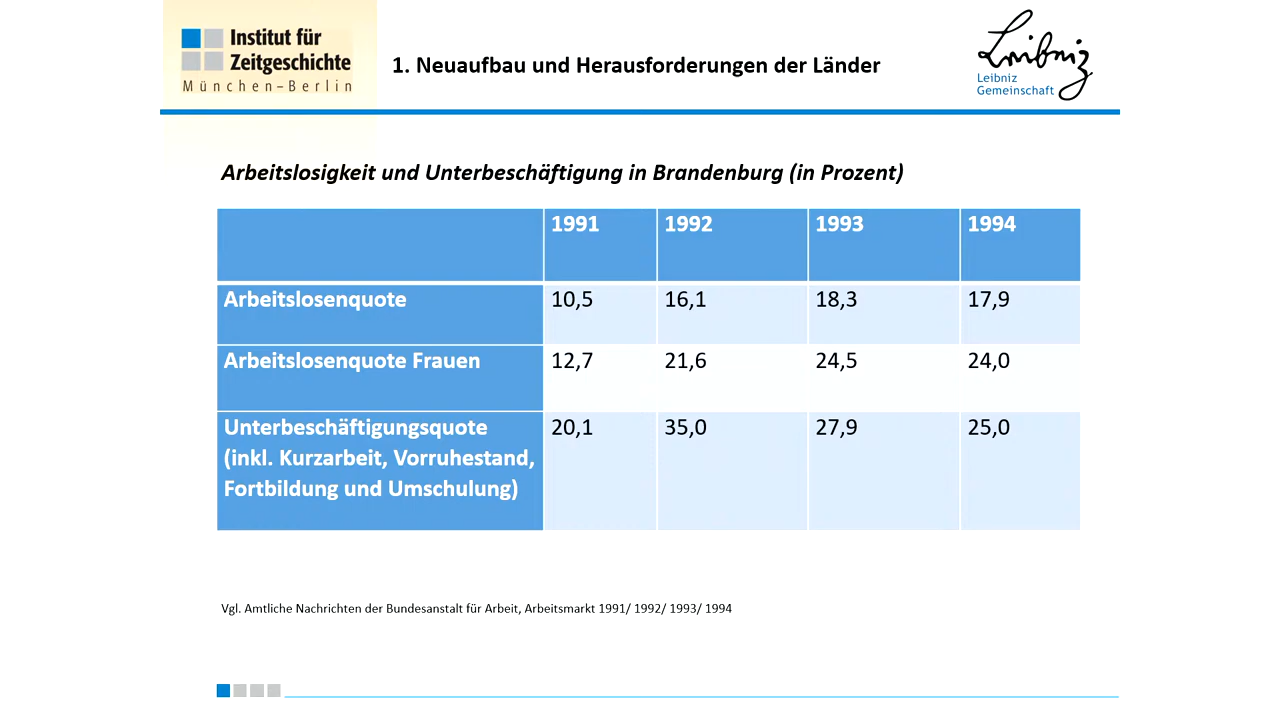 Institut für
Zeitgeschichte
München–Berlin
1. Neuaufbau und Herausforderungen der Länder
Leibniz
Leibniz
Gemeinschaft
Arbeitslosigkeit und Unterbeschäftigung in Brandenburg (in Prozent)
1991 1992 1993 1994
Arbeitslosenquote 10,5 16,1 18,3 17,9
Arbeitslosenquote Frauen 12,7 21,6 24,5 24,0
Unterbeschäftigungsquote 20,1 35,0 27,9 25,0
(inkl. Kurzarbeit, Vorruhestand,
Fortbildung und Umschulung)
Vgl. Amtliche Nachrichten der Bundesanstalt für Arbeit, Arbeitsmarkt 1991/ 1992/ 1993/ 1994